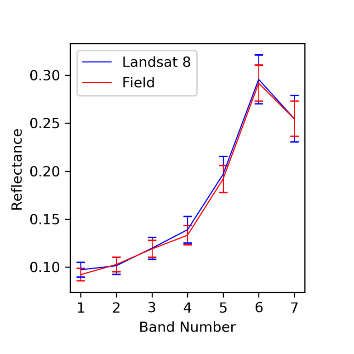 Landsat 8
Field
0.30
0.25
0.20
0.15
0.10
Reflectance
1 2 3 4 5 6 7
Band Number